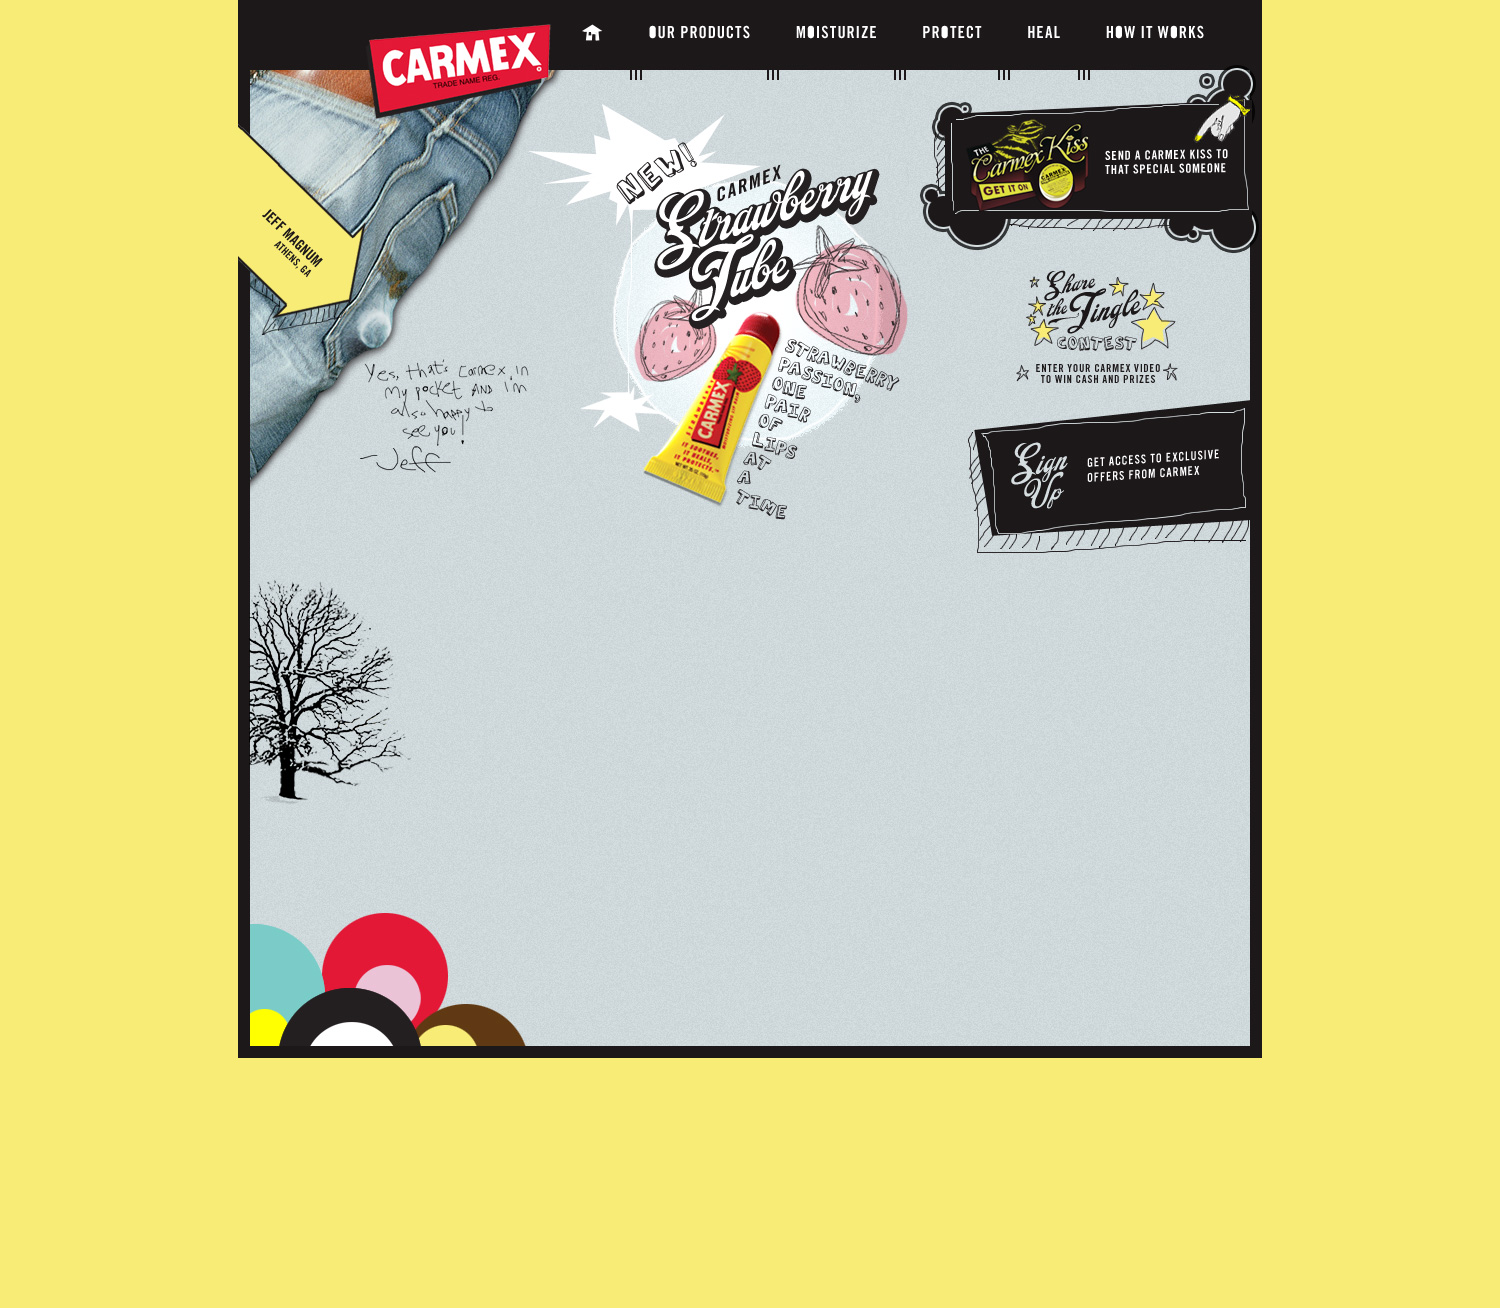 CARMEX
TRADE NAME REG.
OUR PRODUCTS
MOISTURIZE
PROTECT
HEAL
HOW IT WORKS
JEFF MAGNUM
ATHENS, GA
Yes, that's Carmex in
my pocket AND I'm
also happy to
see you!
-Jeff
NEW!
CARMEX
Strawberry
Tube
STRAWBERRY
PASSION,
ONE
PAIR
OF
LIPS
AT
A
TIME
STRAWBERRY
CARMEX
IT SOOTHES,
IT HEALS,
IT PROTECTS.™
THE
Carmex Kiss
GET IT ON
CARMEX
SEND A CARMEX KISS TO
THAT SPECIAL SOMEONE
Share
the Tingle
CONTEST
ENTER YOUR CARMEX VIDEO
TO WIN CASH AND PRIZES
Sign
Up
GET ACCESS TO EXCLUSIVE
OFFERS FROM CARMEX